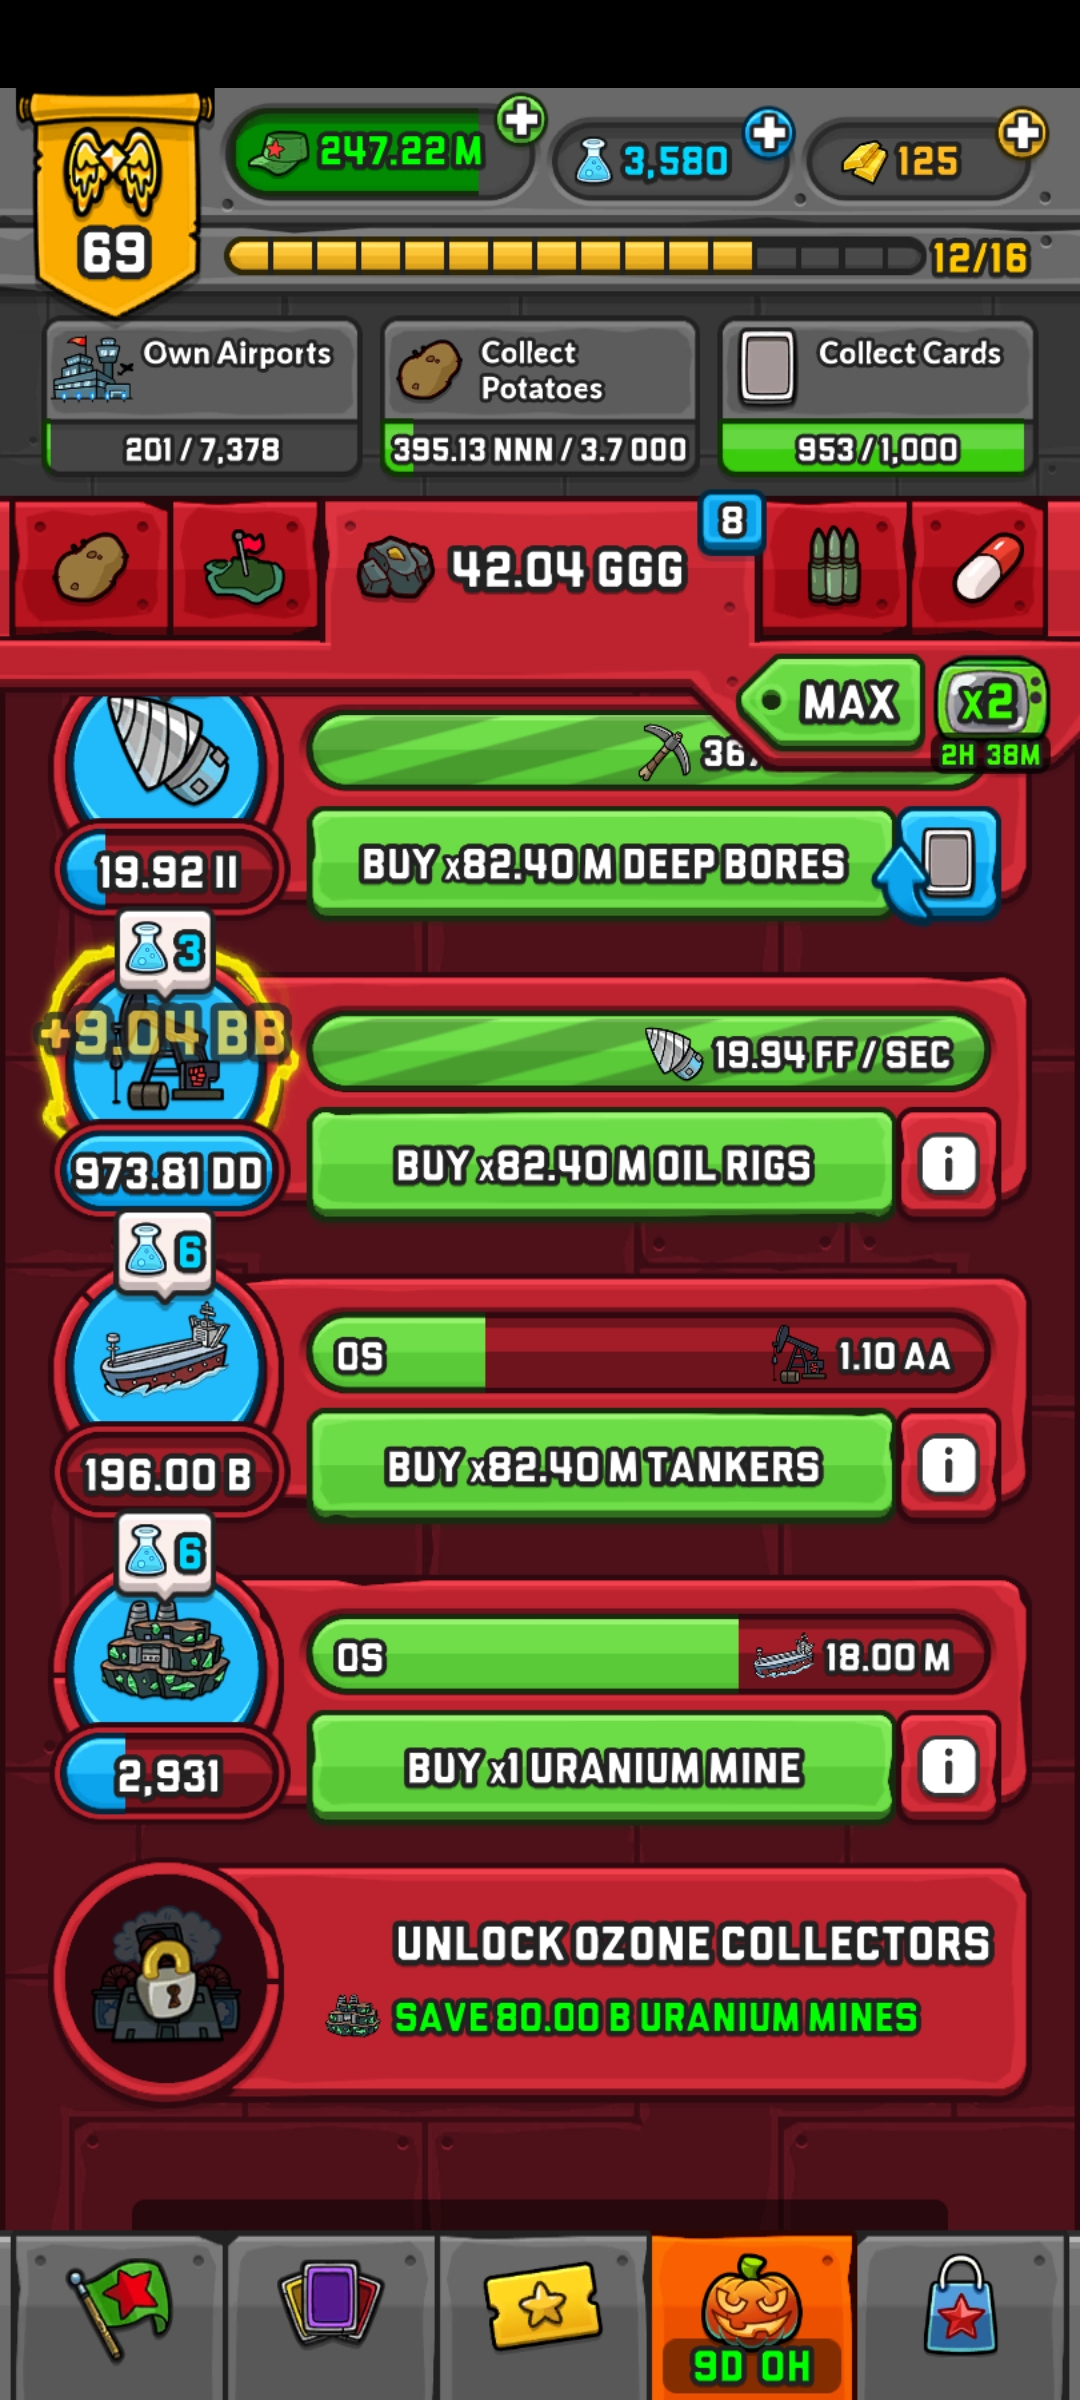 247.22 M
3,580
125
69
12/16
Own Airports
201 / 7,378
Collect
Potatoes
395.13 NNN / 3.7 OOO
Collect Cards
953 / 1,000
42.04 GGG
8
MAX
x2
2H 38M
19.92 II
BUY x82.40 M DEEP BORES
3
+9.04 BB
19.94 FF / SEC
973.81 DD
BUY x82.40 M OIL RIGS
i
6
0S
1.10 AA
196.00 B
BUY x82.40 M TANKERS
i
6
0S
18.00 M
2,931
BUY x1 URANIUM MINE
i
UNLOCK OZONE COLLECTORS
SAVE 80.00 B URANIUM MINES
9D 0H